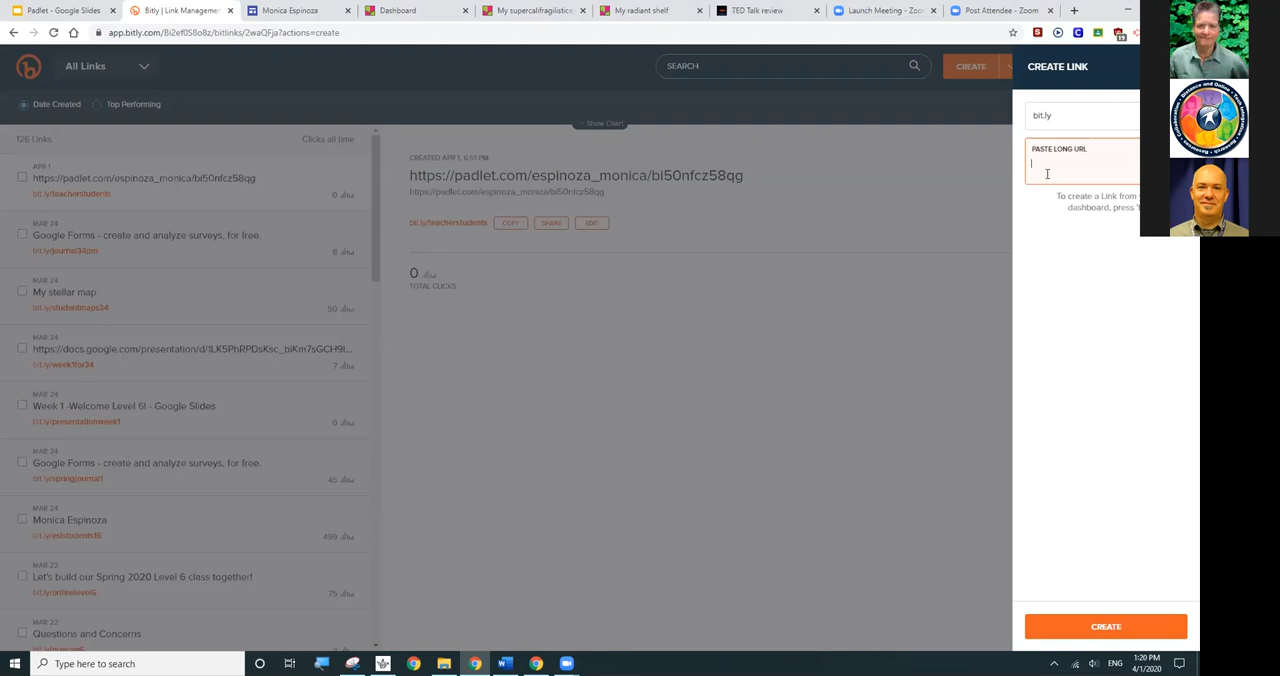 Padlet - Google Slides
Bitly | Link Managemen
Monica Espinoza
Dashboard
My supercalifragilistice
My radiant shelf
TED Talk review
Launch Meeting - Zoo
Post Attendee - Zoom
app.bitly.com/Bi2ef0S8o8z/bitlinks/2waQFja?actions=create
All Links
SEARCH
CREATE
CREATE LINK
Date Created
Top Performing
bit.ly
Show Chart
126 Links
Clicks all time
PASTE LONG URL
APR 1
https://padlet.com/espinoza_monica/bi50nfcz58qg
bit.ly/teacherstudents
0
CREATED APR 1, 6:51 PM
https://padlet.com/espinoza_monica/bi50nfcz58qg
https://padlet.com/espinoza_monica/bi50nfcz58qg
bit.ly/teacherstudents
COPY
SHARE
EDIT
To create a Link from
dashboard, press
MAR 24
Google Forms - create and analyze surveys, for free.
bit.ly/journal34pm
8
0
TOTAL CLICKS
MAR 24
My stellar map
bit.ly/studentmaps34
50
MAR 24
https://docs.google.com/presentation/d/1LK5PhRPDsKsc_biKm7sGCH9I...
bit.ly/week1for34
7
MAR 24
Week 1 -Welcome Level 6! - Google Slides
bit.ly/presentationweek1
0
MAR 24
Google Forms - create and analyze surveys, for free.
bit.ly/springjournal1
45
MAR 24
Monica Espinoza
bit.ly/eslstudents16
499
MAR 22
Let's build our Spring 2020 Level 6 class together!
bit.ly/onlinelevel6
75
MAR 22
Questions and Concerns
CREATE
Type here to search
ENG
1:20 PM
4/1/2020